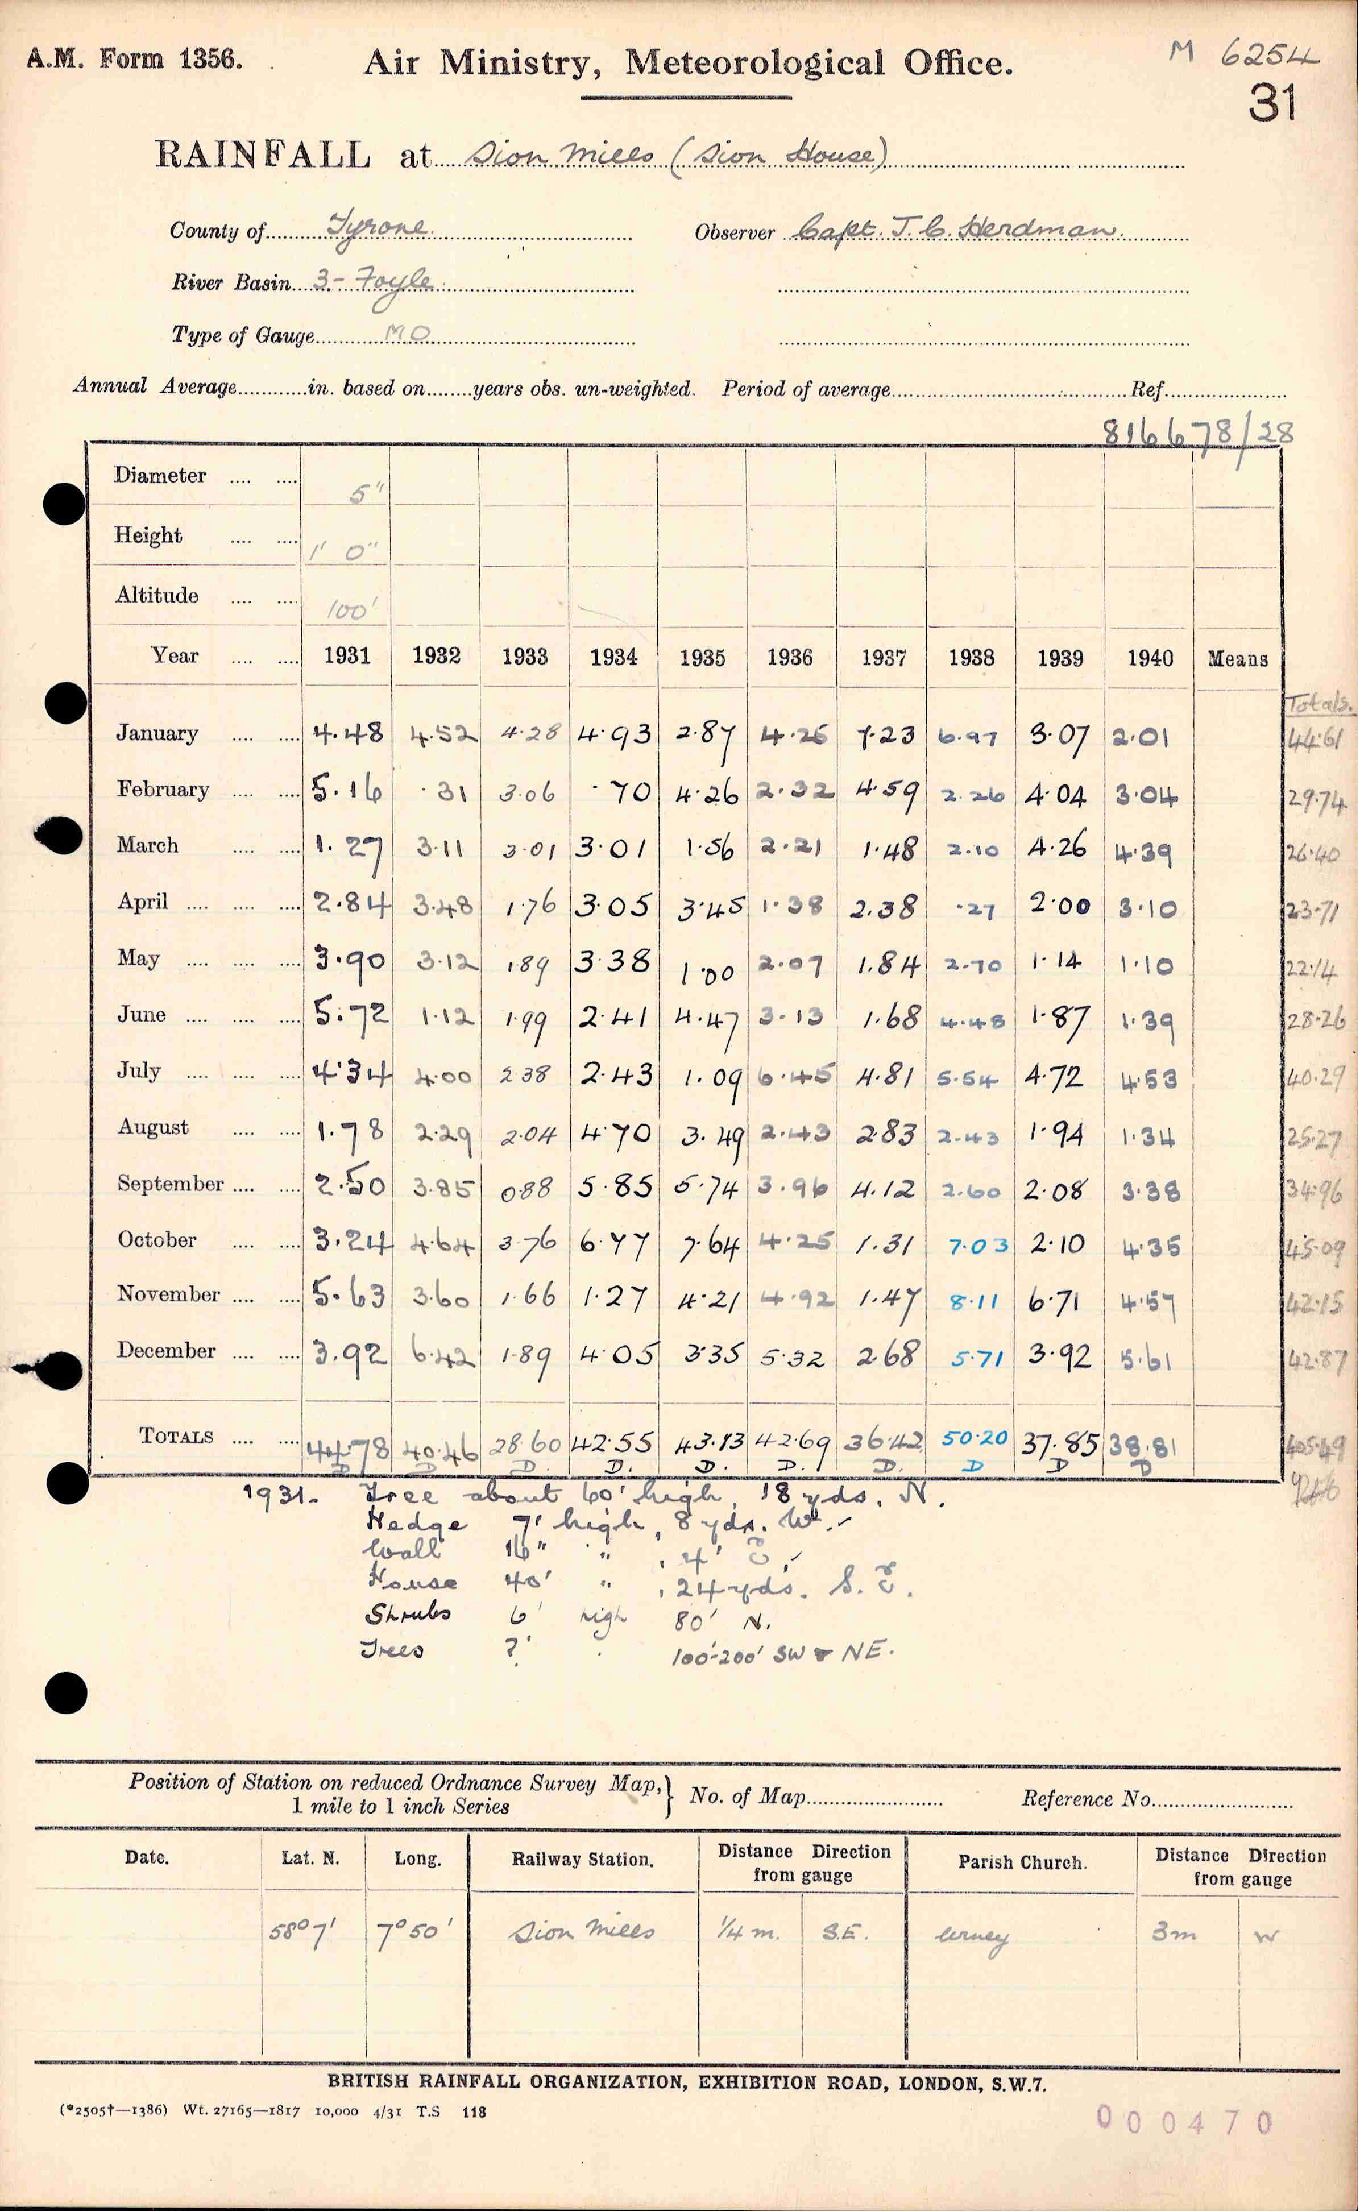 A.M. Form 1356.
Air Ministry, Meteorological Office.
M 6254
31
RAINFALL at Sion Mills (Sion House)
County of Tyrone Observer Capt. J. C. Herdman
River Basin 3 - Foyle
Type of Gauge MO
Annual Average............in. based on........years obs. un-weighted. Period of average..............................Ref.....................
816678/28
Diameter .... .... 5"
Height .... .... 1' 0"
Altitude .... .... 100'
Year .... .... 1931 1932 1933 1934 1935 1936 1937 1938 1939 1940 Means
Totals.
January .... .... 4.48 4.52 4.28 4.93 2.87 4.26 7.23 6.97 3.07 2.01 44.61
February .... .... 5.16 .31 3.06 .70 4.26 2.32 4.59 2.26 4.04 3.04 29.74
March .... .... 1.27 3.11 3.01 3.01 1.56 2.21 1.48 2.10 4.26 4.39 26.40
April .... .... .... 2.84 3.48 1.76 3.05 3.45 1.38 2.38 .27 2.00 3.10 23.71
May .... .... .... 3.90 3.12 1.89 3.38 1.00 2.07 1.84 2.70 1.14 1.10 22.14
June .... .... .... 5.72 1.12 1.99 2.41 4.47 3.13 1.68 4.48 1.87 1.39 28.26
July .... .... .... 4.34 4.00 2.38 2.43 1.09 6.45 4.81 5.54 4.72 4.53 40.29
August .... .... 1.78 2.29 2.04 4.70 3.49 2.43 2.83 2.43 1.94 1.34 25.27
September .... .... 2.50 3.85 0.88 5.85 5.74 3.96 4.12 2.60 2.08 3.38 34.96
October .... .... 3.24 4.64 3.76 6.77 7.64 4.25 1.31 7.03 2.10 4.35 45.09
November .... .... 5.63 3.60 1.66 1.27 4.21 4.92 1.47 8.11 6.71 4.57 42.15
December .... .... 3.92 6.42 1.89 4.05 3.35 5.32 2.68 5.71 3.92 5.61 42.87
TOTALS .... .... 44.78 40.46 28.60 42.55 43.13 42.69 36.42 50.20 37.85 38.81 405.49
D D D. D. D. D. D. D D D
1931. Tree about 60' high, 18 yds. N.
Hedge 7' high, 8 yds. W.
Wall 16" " , 4' E.
House 40' " , 24 yds. S.E.
Shrubs 6' high 80' N.
Trees ?' . 100'-200' SW & NE.
Position of Station on reduced Ordnance Survey Map,
1 mile to 1 inch Series
No. of Map........................ Reference No.........................
Date. Lat. N. Long. Railway Station. Distance Direction from gauge Parish Church. Distance Direction from gauge
58° 7' 7° 50' Sion Mills 1/4 m. S.E. Urney 3m W
BRITISH RAINFALL ORGANIZATION, EXHIBITION ROAD, LONDON, S.W.7.
(*2505†—1386) Wt. 27165—1817 10,000 4/31 T.S 118
000470